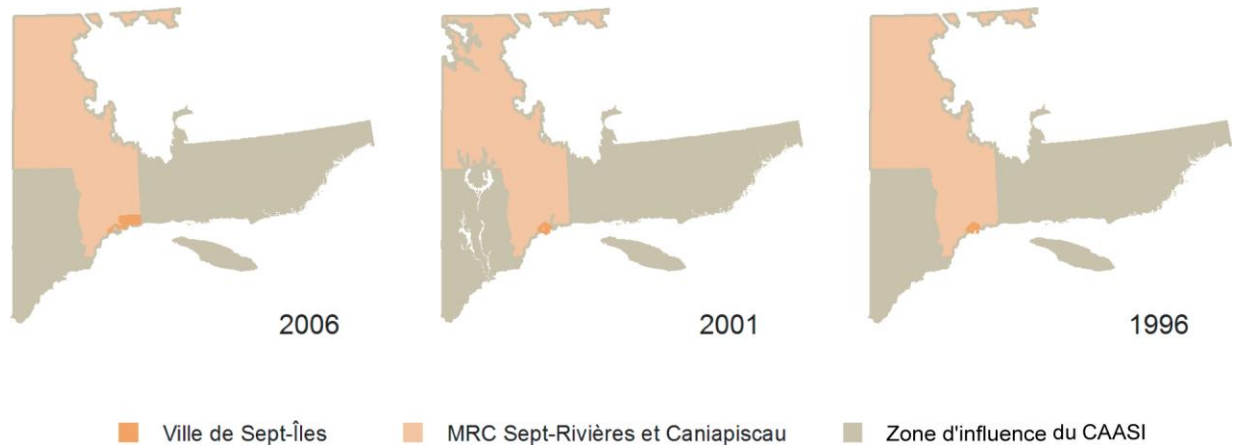 2006
2001
1996
Ville de Sept-Îles
MRC Sept-Rivières et Caniapiscau
Zone d'influence du CAASI